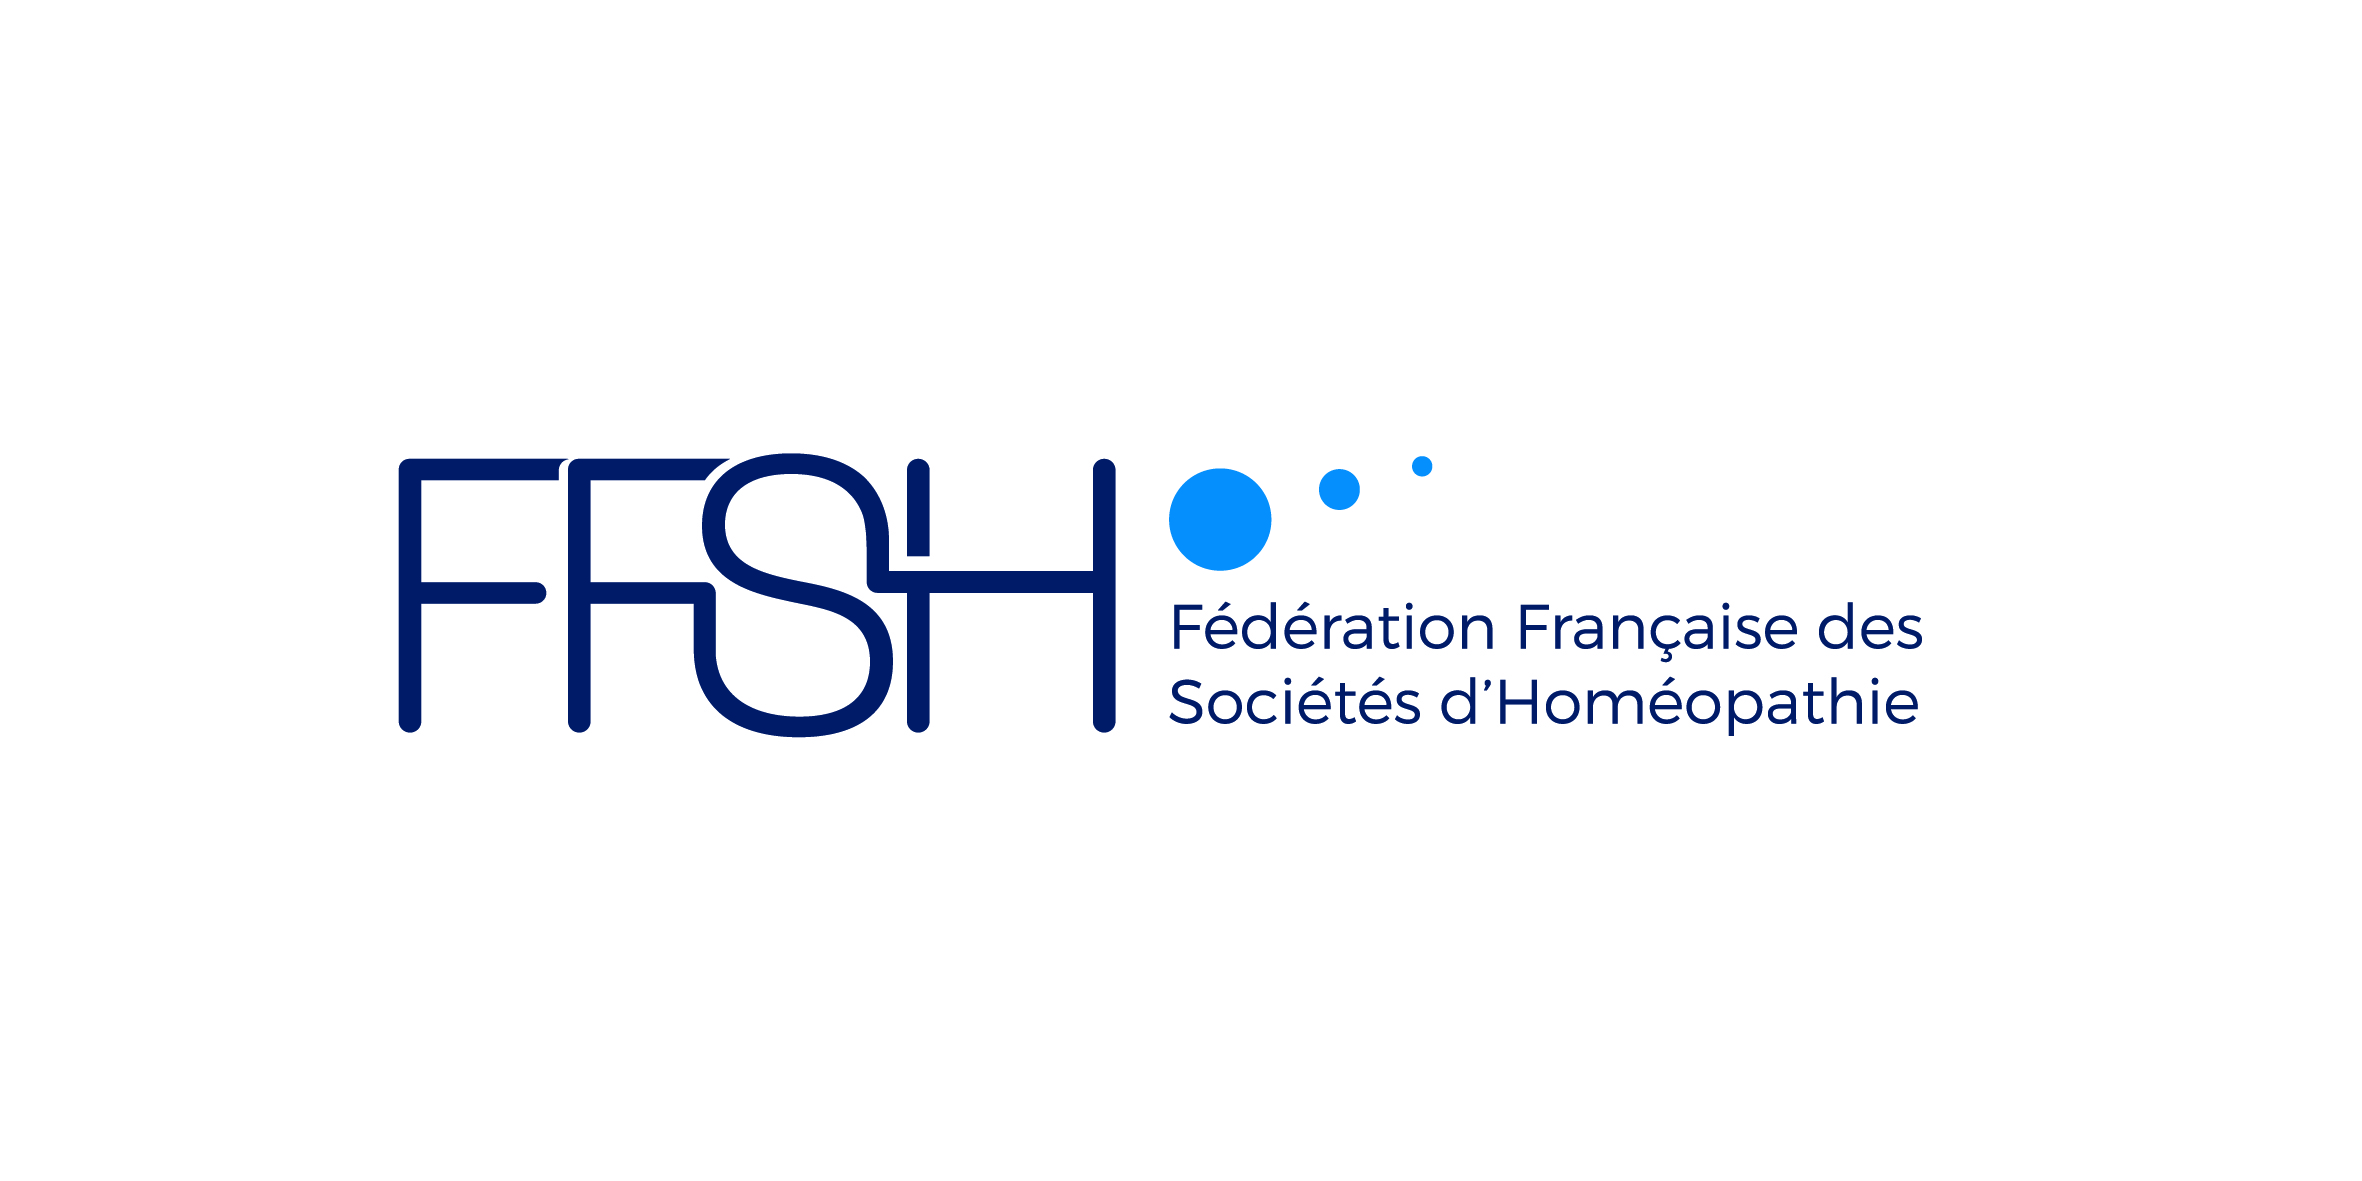 FFSH
Fédération Française des
Sociétés d’Homéopathie